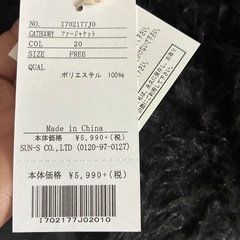 NO. I702177J0
CATEGORY ファージャケット
COL 20
SIZE FREE
QUAL
ポリエステル 100%
Made in China
本体価格 ¥5,990+(税)
SUN-S CO.,LTD (0120-97-0127)
本体価格 ¥5,990+(税)
I702177J02010